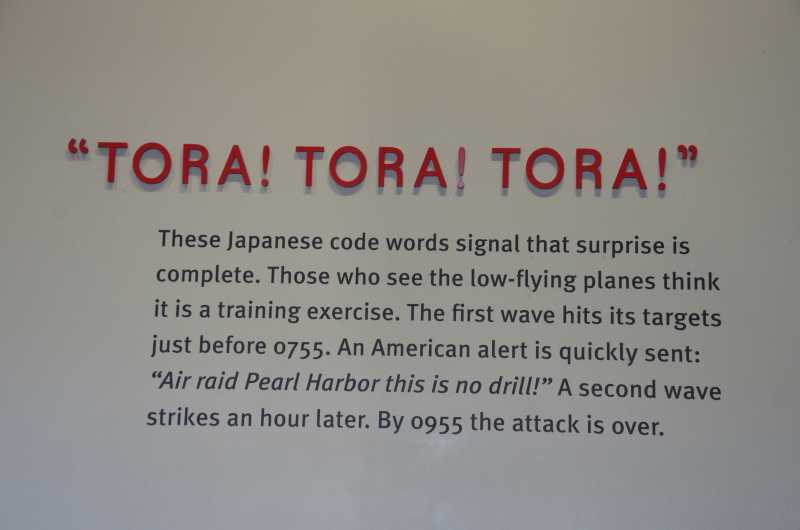 “TORA! TORA! TORA!”
These Japanese code words signal that surprise is
complete. Those who see the low-flying planes think
it is a training exercise. The first wave hits its targets
just before 0755. An American alert is quickly sent:
“Air raid Pearl Harbor this is no drill!” A second wave
strikes an hour later. By 0955 the attack is over.